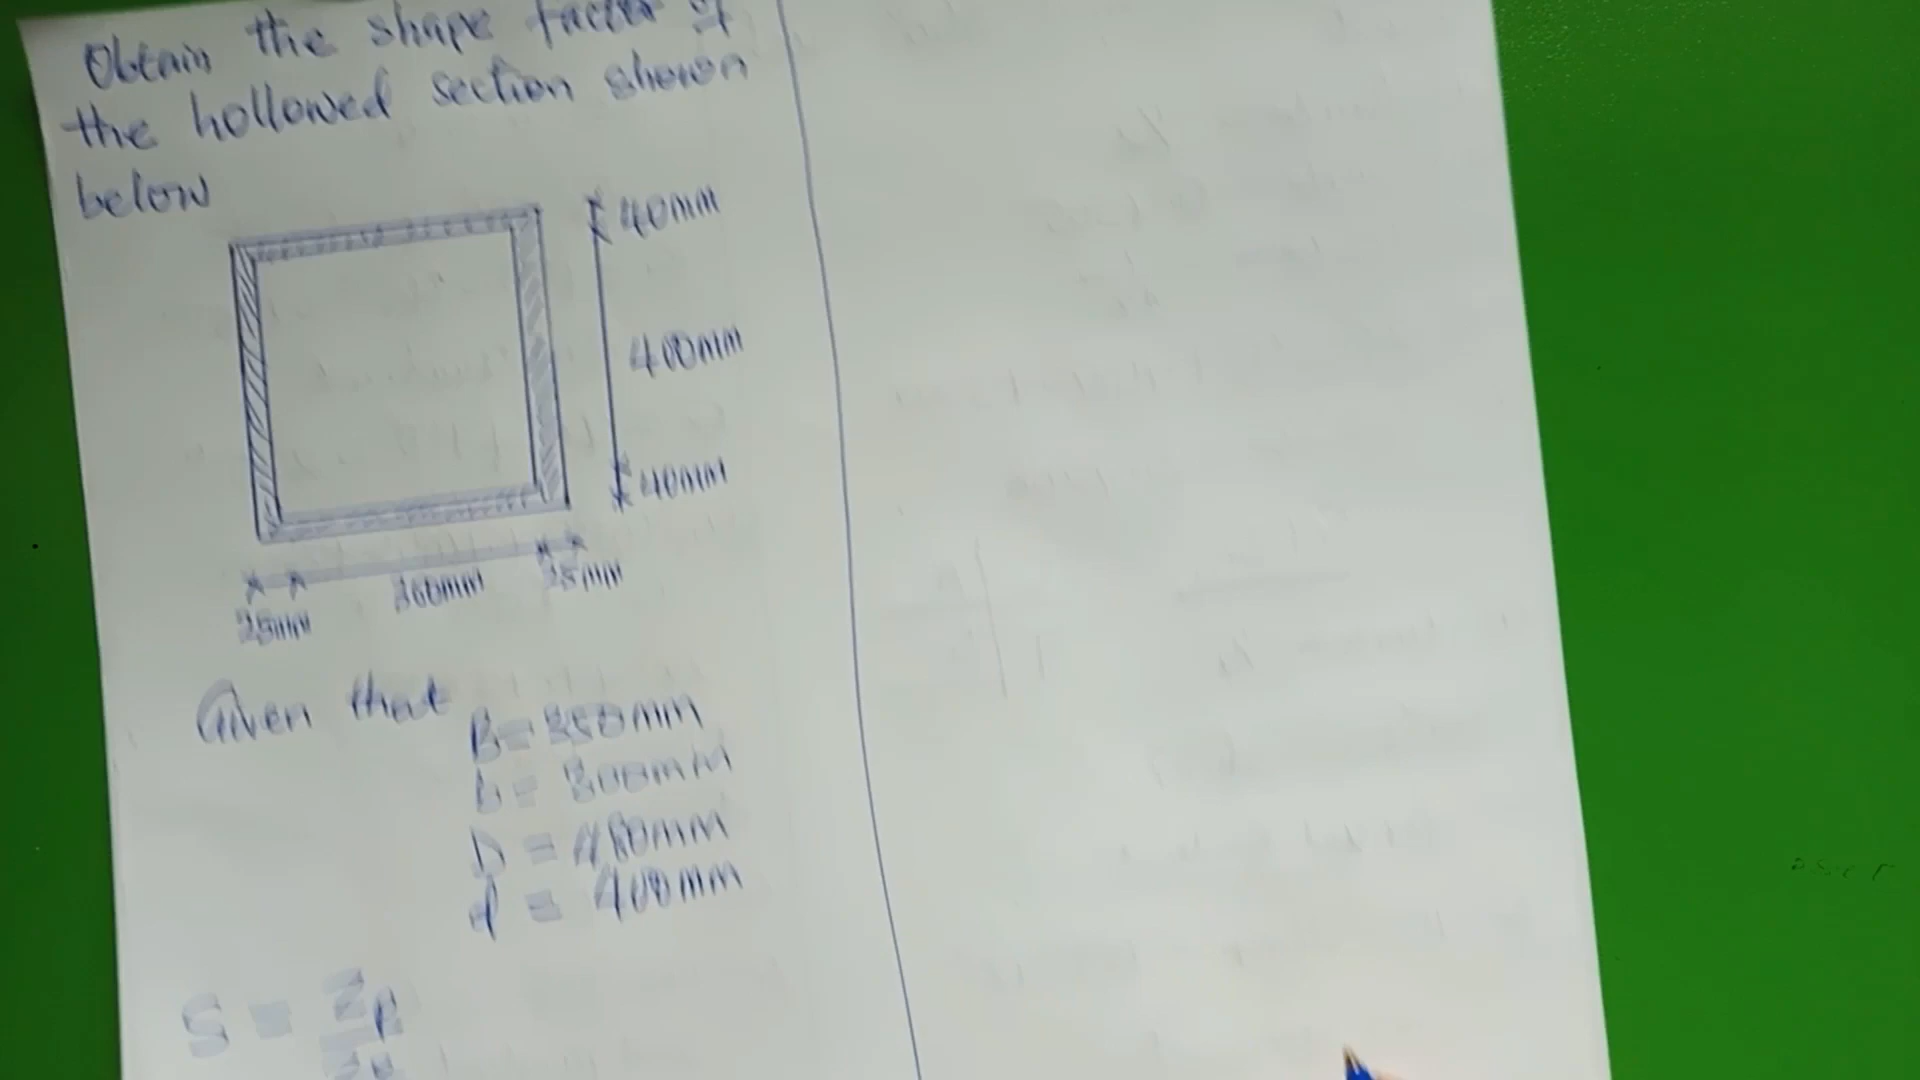 Obtain the shape factor of
the hollowed section shown
below
40mm
400mm
40mm
25mm
300mm
25mm
Given that
B = 350mm
b = 300mm
D = 480mm
d = 400mm
S = Zp